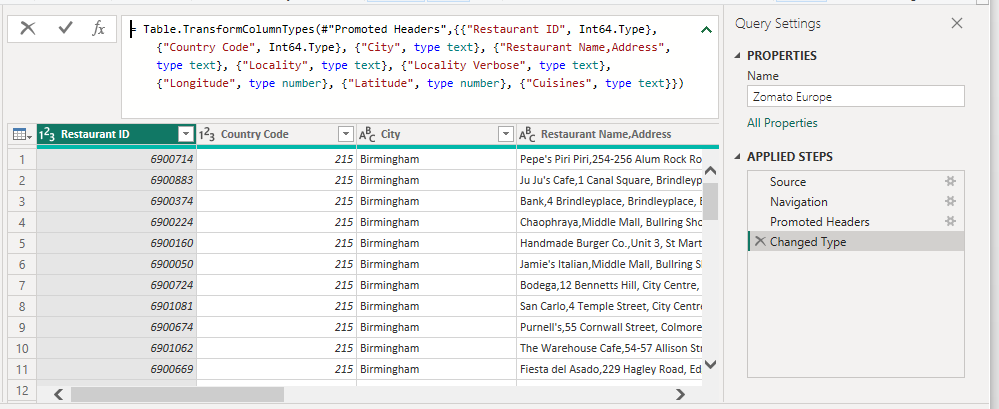 fx
= Table.TransformColumnTypes(#"Promoted Headers",{{"Restaurant ID", Int64.Type},
{"Country Code", Int64.Type}, {"City", type text}, {"Restaurant Name,Address",
type text}, {"Locality", type text}, {"Locality Verbose", type text},
{"Longitude", type number}, {"Latitude", type number}, {"Cuisines", type text}})
123 Restaurant ID 123 Country Code ABC City ABC Restaurant Name,Address
1 6900714 215 Birmingham Pepe's Piri Piri,254-256 Alum Rock Ro
2 6900883 215 Birmingham Ju Ju's Cafe,1 Canal Square, Brindleyp
3 6900374 215 Birmingham Bank,4 Brindleyplace, Brindleyplace,
4 6900224 215 Birmingham Chaophraya,Middle Mall, Bullring Sho
5 6900160 215 Birmingham Handmade Burger Co.,Unit 3, St Mart
6 6900050 215 Birmingham Jamie's Italian,Middle Mall, Bullring
7 6900724 215 Birmingham Bodega,12 Bennetts Hill, City Centre,
8 6901081 215 Birmingham San Carlo,4 Temple Street, City Centr
9 6900674 215 Birmingham Purnell's,55 Cornwall Street, Colmore
10 6901062 215 Birmingham The Warehouse Cafe,54-57 Allison Str
11 6900669 215 Birmingham Fiesta del Asado,229 Hagley Road, Ed
12
Query Settings
PROPERTIES
Name
Zomato Europe
All Properties
APPLIED STEPS
Source
Navigation
Promoted Headers
Changed Type